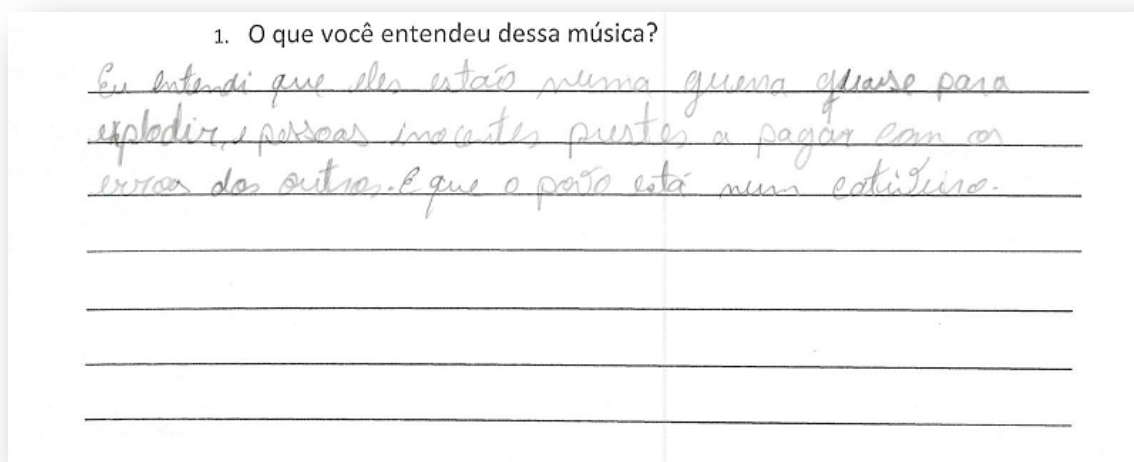 1. O que você entendeu dessa música?
Eu entendi que eles estão numa guerra quase para
explodir, e pessoas inocentes prestes a pagar com os
erros dos outros. E que o povo está num cativeiro.